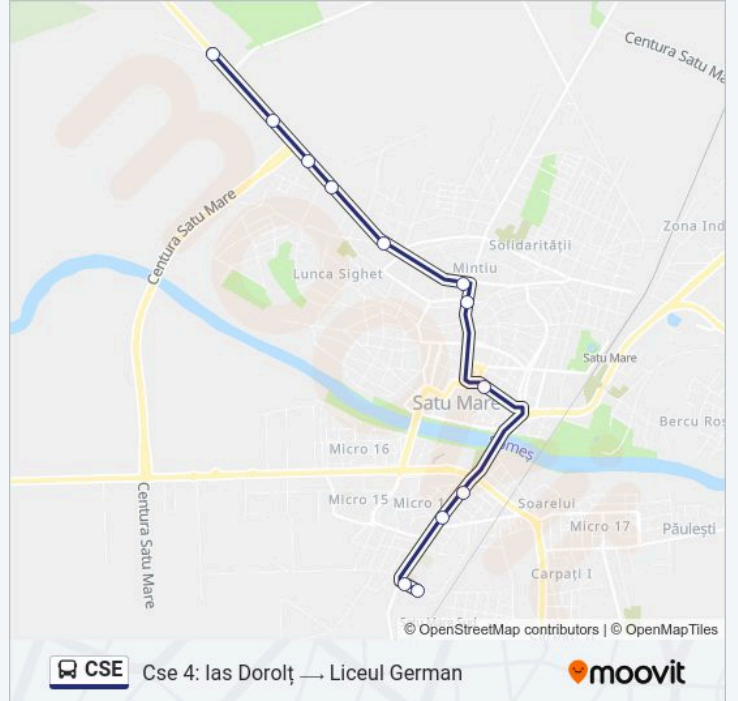 Centura Satu Ma
Centura Satu Mare
Zona Ind
Solidarității
Mintiu
Lunca Sighet
Satu Mare
Satu Mare
Bercu Ros
Micro 16
Centura Satu Mare
Micro 15
Micro 1
Soarelui
Micro 17
Păulești
Carpați I
© OpenStreetMap contributors | © OpenMapTiles
CSE
Cse 4: Ias Dorolț → Liceul German
moovit